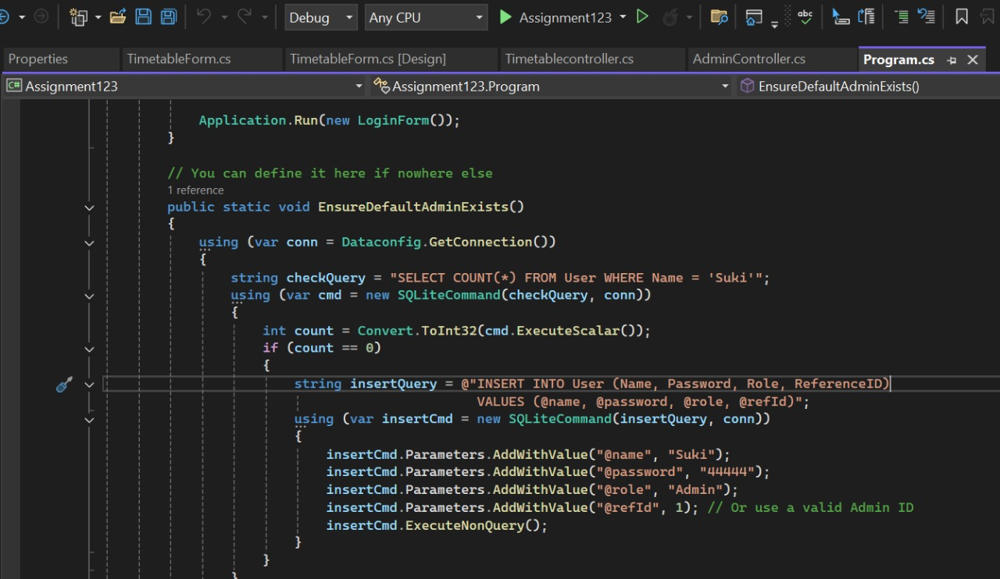 Debug Any CPU Assignment123 abc
Properties TimetableForm.cs TimetableForm.cs [Design] Timetablecontroller.cs AdminController.cs Program.cs
C# Assignment123 Assignment123.Program EnsureDefaultAdminExists()
Application.Run(new LoginForm());
}
// You can define it here if nowhere else
1 reference
public static void EnsureDefaultAdminExists()
{
using (var conn = Dataconfig.GetConnection())
{
string checkQuery = "SELECT COUNT(*) FROM User WHERE Name = 'Suki'";
using (var cmd = new SQLiteCommand(checkQuery, conn))
{
int count = Convert.ToInt32(cmd.ExecuteScalar());
if (count == 0)
{
string insertQuery = @"INSERT INTO User (Name, Password, Role, ReferenceID)
VALUES (@name, @password, @role, @refId)";
using (var insertCmd = new SQLiteCommand(insertQuery, conn))
{
insertCmd.Parameters.AddWithValue("@name", "Suki");
insertCmd.Parameters.AddWithValue("@password", "44444");
insertCmd.Parameters.AddWithValue("@role", "Admin");
insertCmd.Parameters.AddWithValue("@refId", 1); // Or use a valid Admin ID
insertCmd.ExecuteNonQuery();
}
}
}